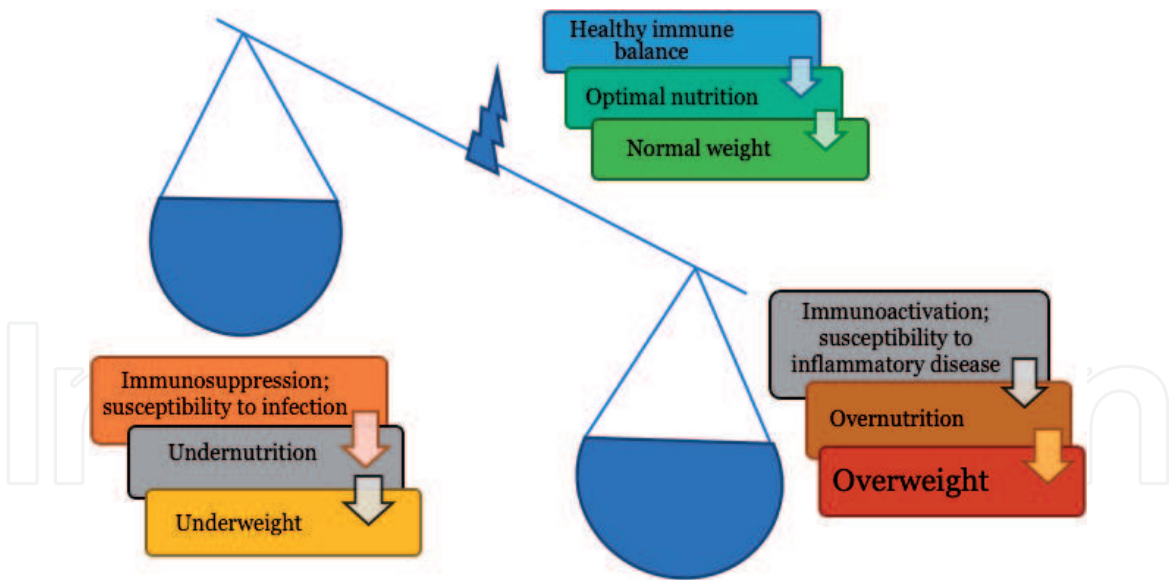 Healthy immune
balance
Optimal nutrition
Normal weight
Immunoactivation;
susceptibility to
inflammatory disease
Overnutrition
Overweight
Immunosuppression;
susceptibility to infection
Undernutrition
Underweight